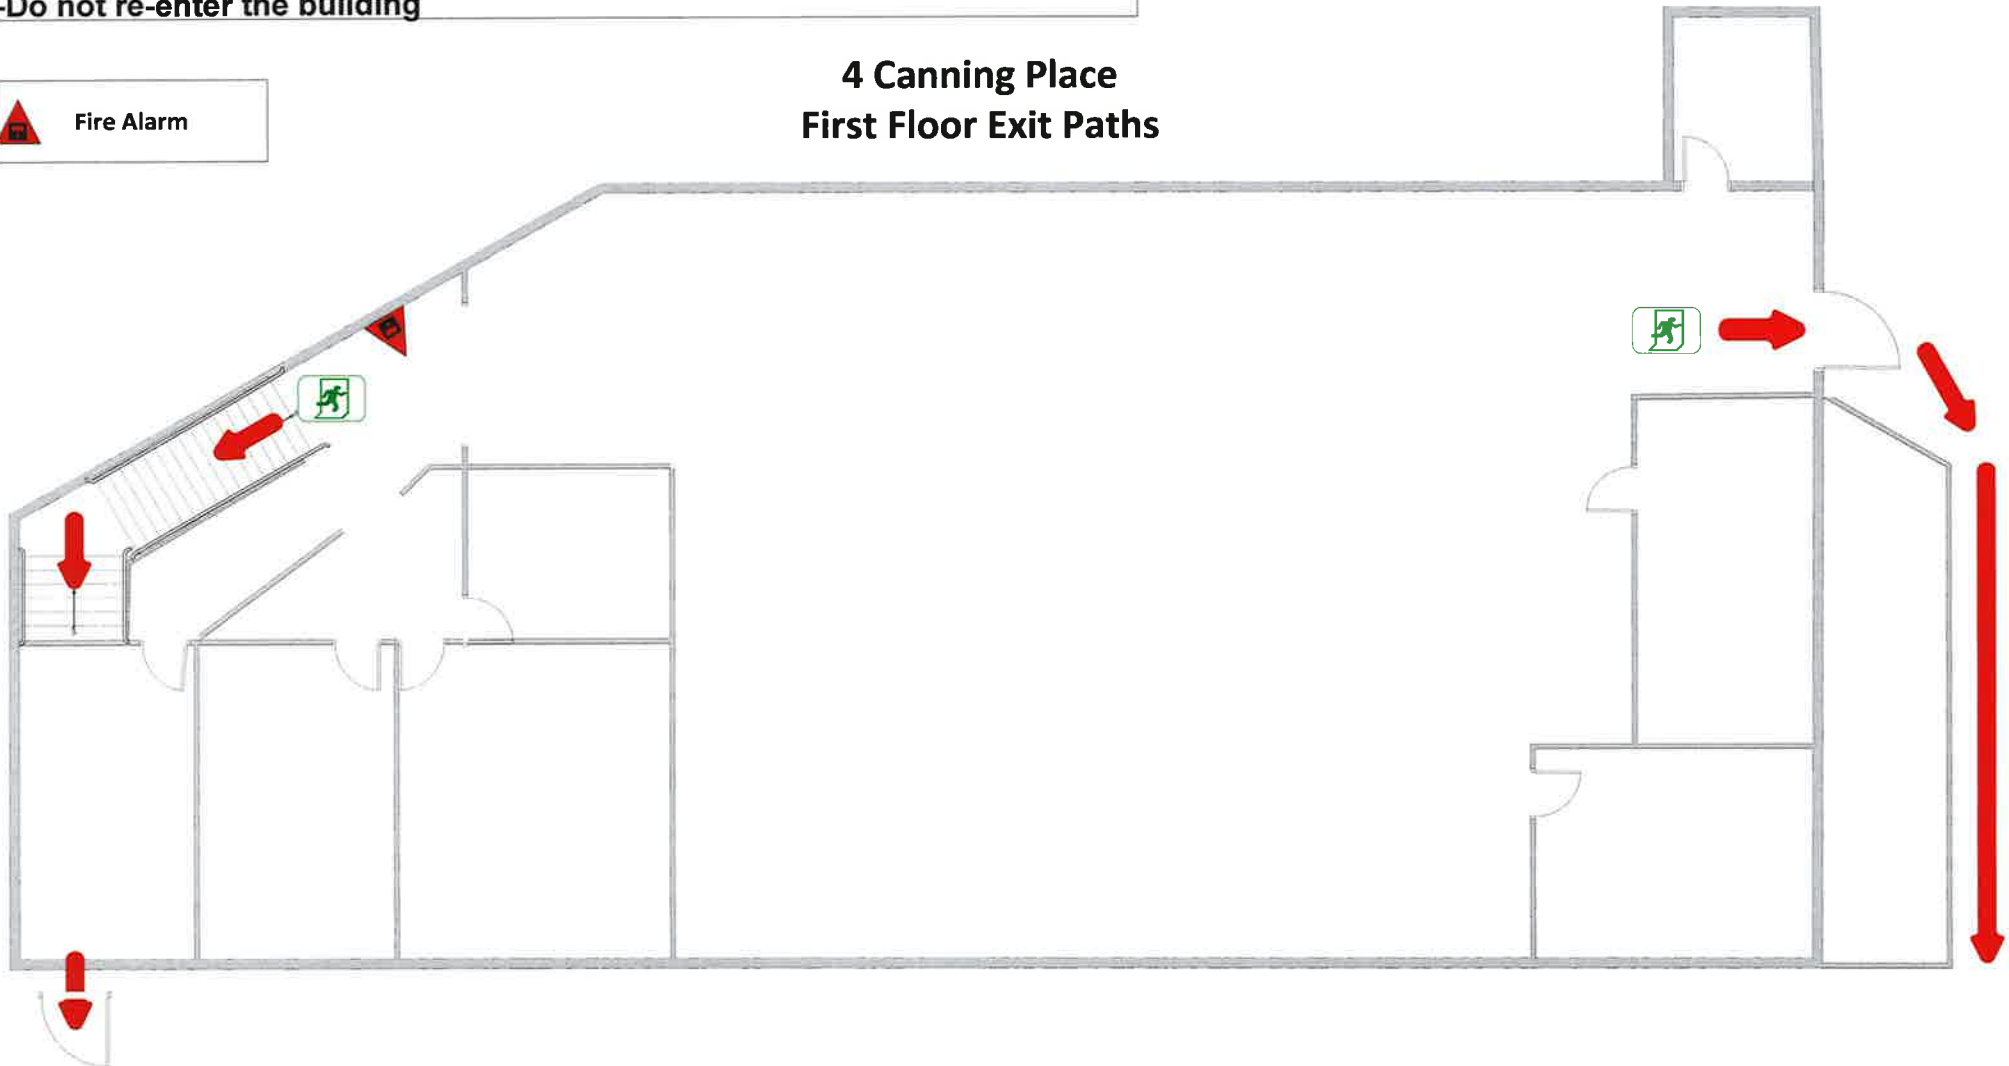 -Do not re-enter the building
4 Canning Place
First Floor Exit Paths
Fire Alarm